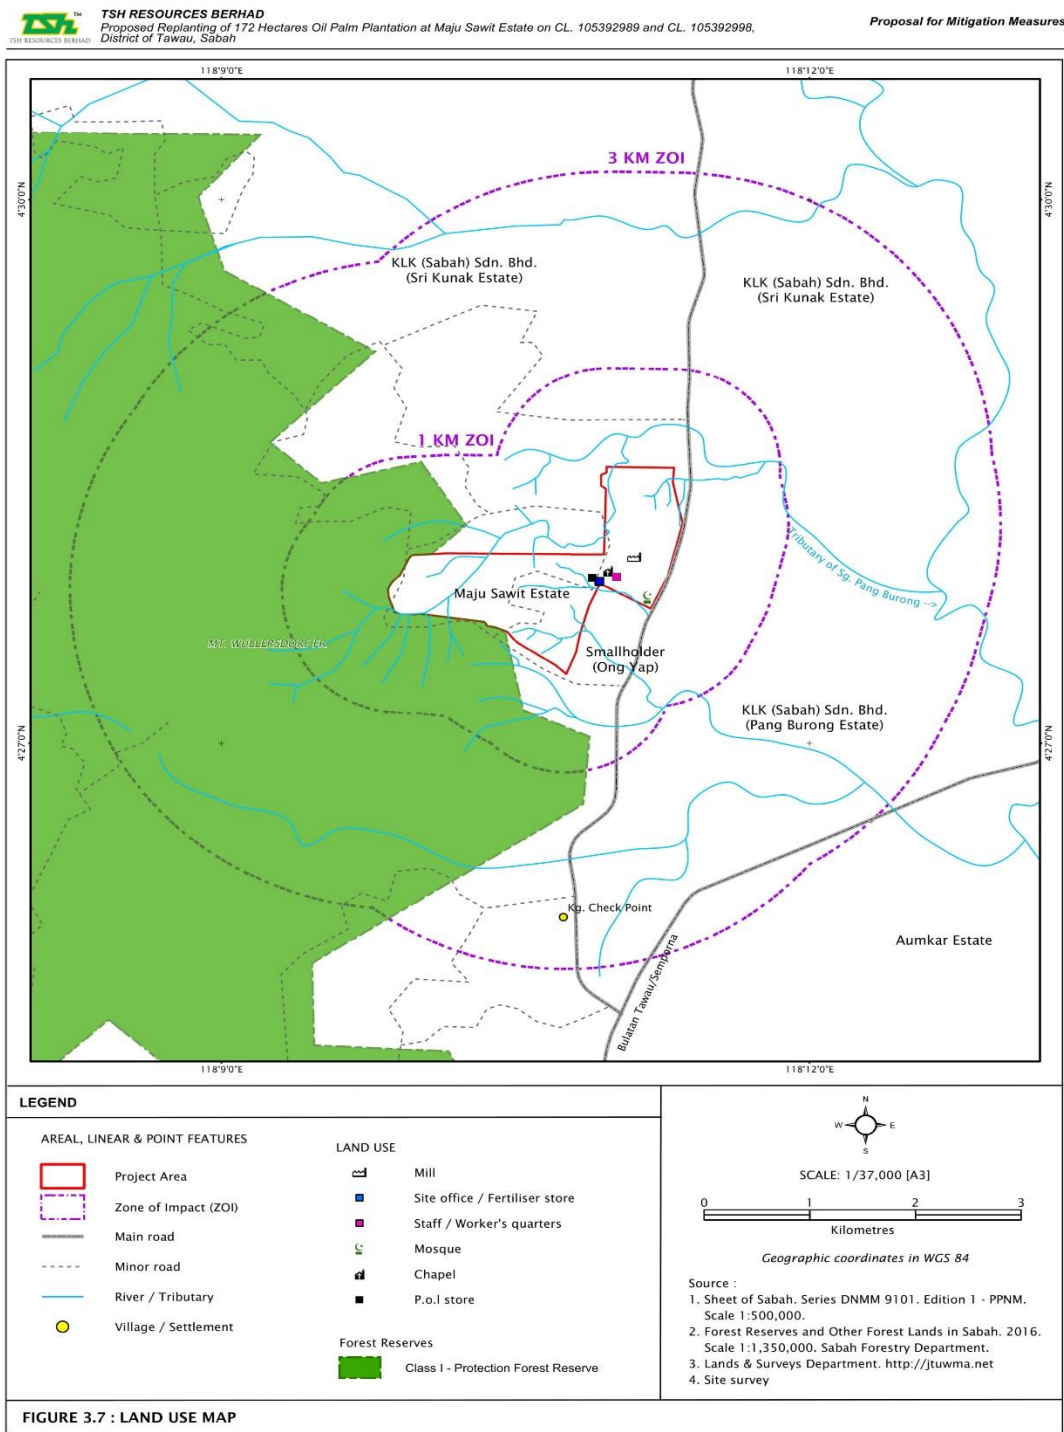 TSH RESOURCES BERHAD
Proposed Replanting of 172 Hectares Oil Palm Plantation at Maju Sawit Estate on CL. 105392989 and CL. 105392998,
District of Tawau, Sabah
Proposal for Mitigation Measures
TSH™
TSH RESOURCES BERHAD
118°9'0"E
118°12'0"E
4°30'0"N
4°30'0"N
3 KM ZOI
KLK (Sabah) Sdn. Bhd.
(Sri Kunak Estate)
KLK (Sabah) Sdn. Bhd.
(Sri Kunak Estate)
1 KM ZOI
Tributary of Sg. Pang Burong -->
Maju Sawit Estate
MT. WULLERSDORF FR.
Smallholder
(Ong Yap)
KLK (Sabah) Sdn. Bhd.
(Pang Burong Estate)
4°27'0"N
4°27'0"N
Kg. Check Point
Aumkar Estate
Bulatan Tawau/Semporna
118°9'0"E
118°12'0"E
LEGEND
AREAL, LINEAR & POINT FEATURES
Project Area
Zone of Impact (ZOI)
Main road
Minor road
River / Tributary
Village / Settlement
LAND USE
Mill
Site office / Fertiliser store
Staff / Worker's quarters
Mosque
Chapel
P.o.l store
Forest Reserves
Class I - Protection Forest Reserve
N
W E
S
SCALE: 1/37,000 [A3]
0 1 2 3
Kilometres
Geographic coordinates in WGS 84
Source :
1. Sheet of Sabah. Series DNMM 9101. Edition 1 - PPNM.
Scale 1:500,000.
2. Forest Reserves and Other Forest Lands in Sabah. 2016.
Scale 1:1,350,000. Sabah Forestry Department.
3. Lands & Surveys Department. http://jtuwma.net
4. Site survey
FIGURE 3.7 : LAND USE MAP